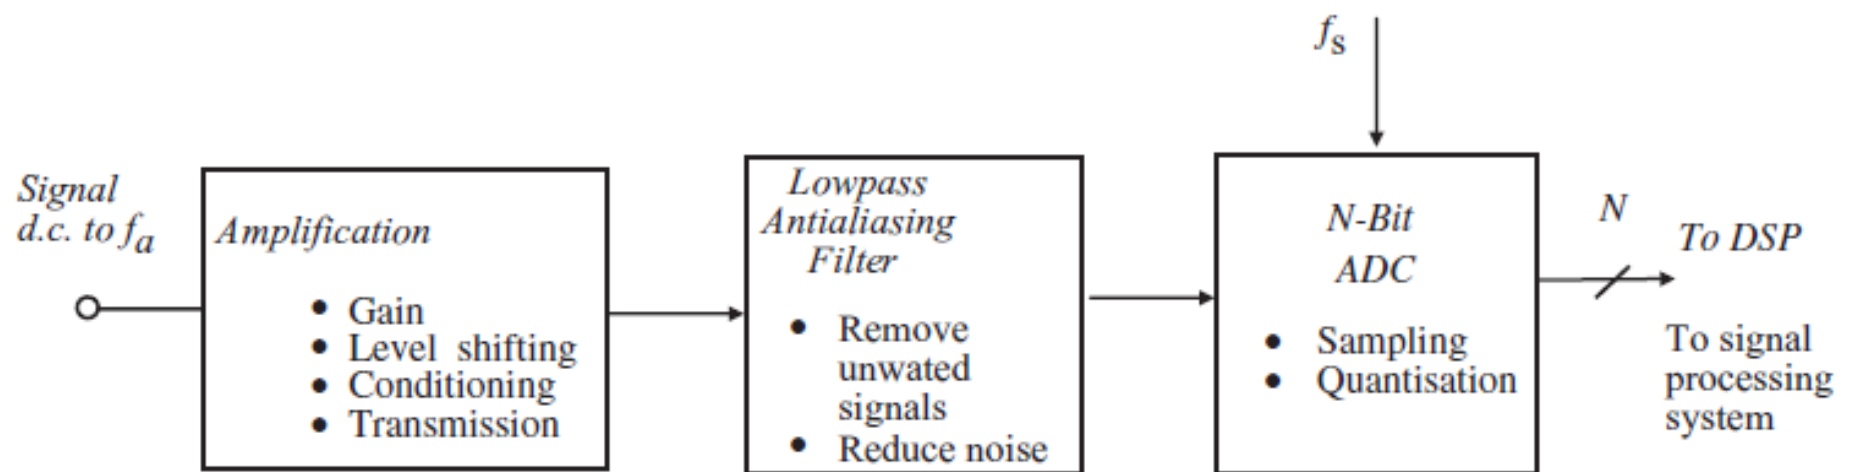 Signal
d.c. to fa
Amplification
• Gain
• Level shifting
• Conditioning
• Transmission
Lowpass
Antialiasing
Filter
• Remove
unwated
signals
• Reduce noise
fs
N-Bit
ADC
• Sampling
• Quantisation
N
To DSP
To signal
processing
system